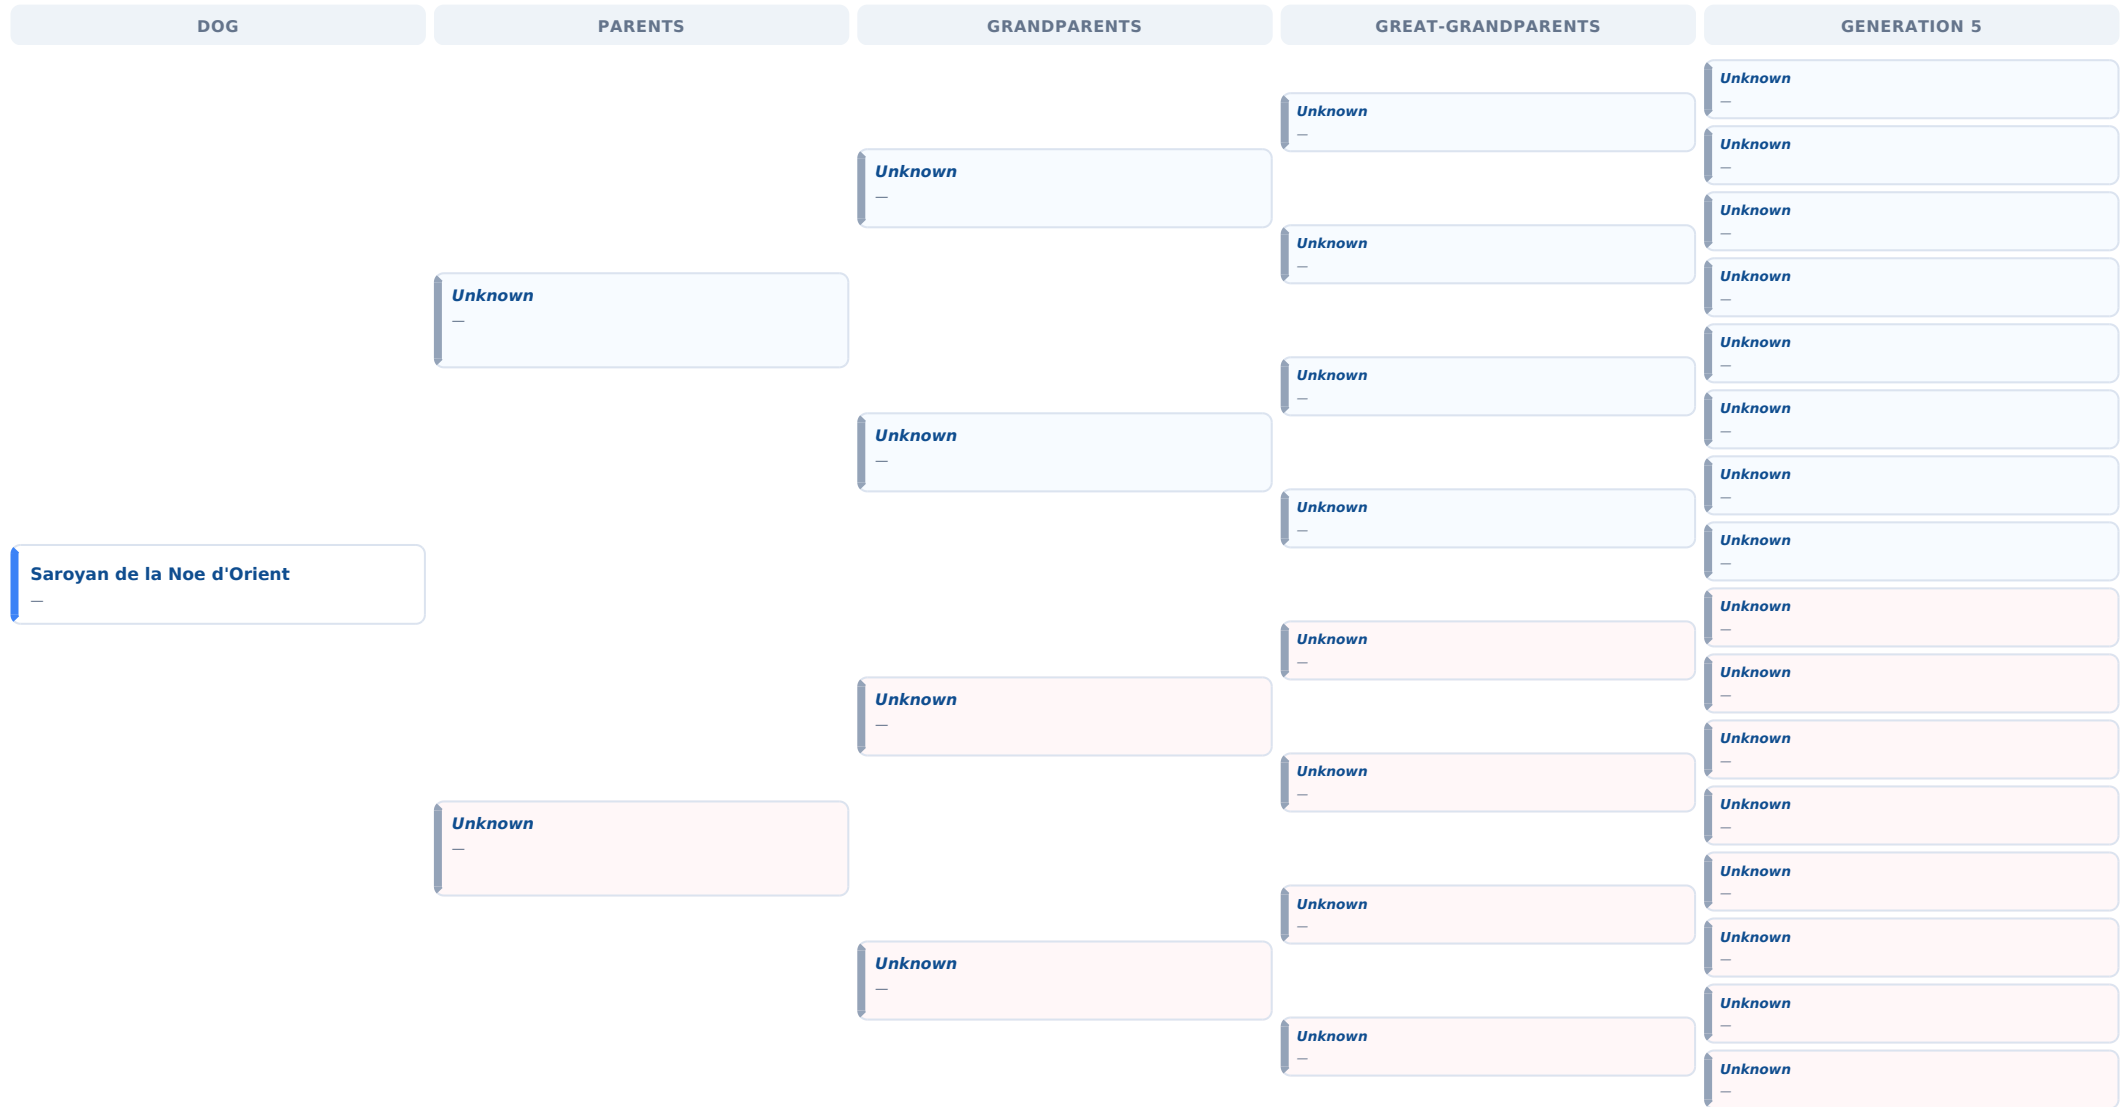 DOG
PARENTS
GRANDPARENTS
GREAT-GRANDPARENTS
GENERATION 5
Saroyan de la Noe d'Orient
—
Unknown
—
Unknown
—
Unknown
—
Unknown
—
Unknown
—
Unknown
—
Unknown
—
Unknown
—
Unknown
—
Unknown
—
Unknown
—
Unknown
—
Unknown
—
Unknown
—
Unknown
—
Unknown
—
Unknown
—
Unknown
—
Unknown
—
Unknown
—
Unknown
—
Unknown
—
Unknown
—
Unknown
—
Unknown
—
Unknown
—
Unknown
—
Unknown
—
Unknown
—
Unknown
—